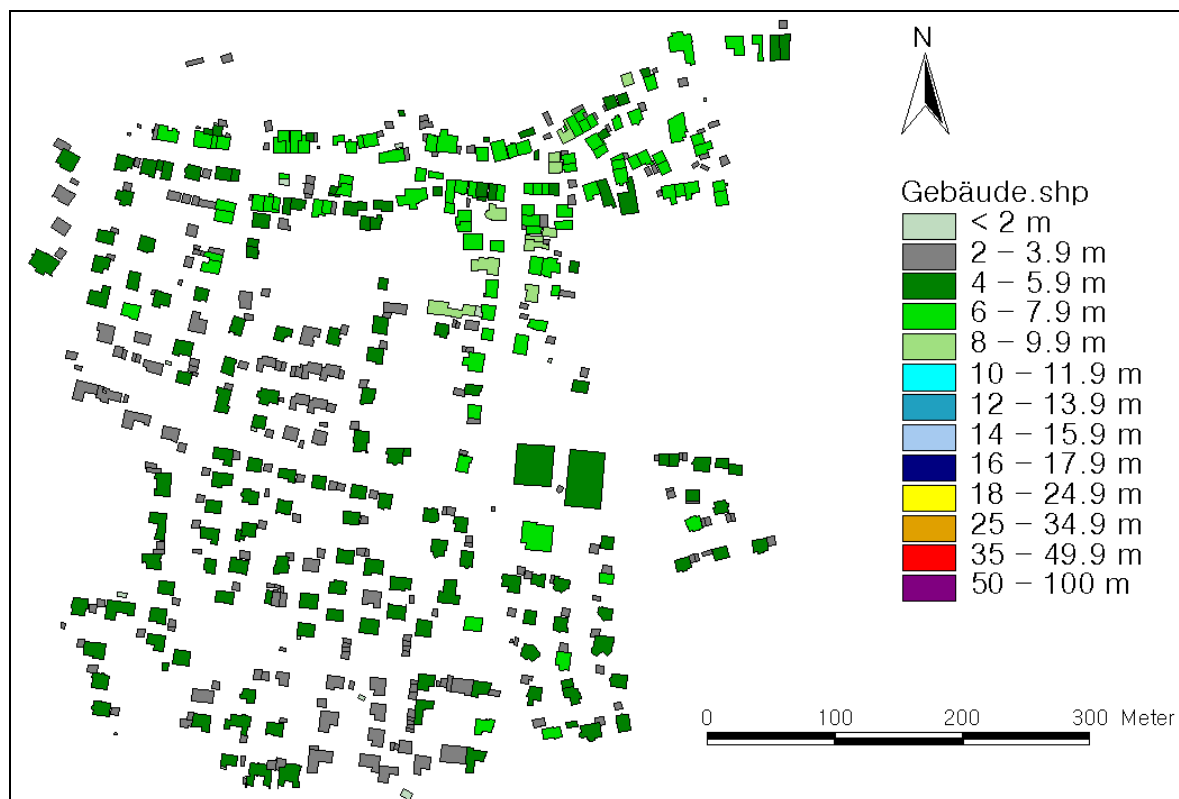 N
Gebäude.shp
< 2 m
2 – 3.9 m
4 – 5.9 m
6 – 7.9 m
8 – 9.9 m
10 – 11.9 m
12 – 13.9 m
14 – 15.9 m
16 – 17.9 m
18 – 24.9 m
25 – 34.9 m
35 – 49.9 m
50 – 100 m
0 100 200 300 Meter